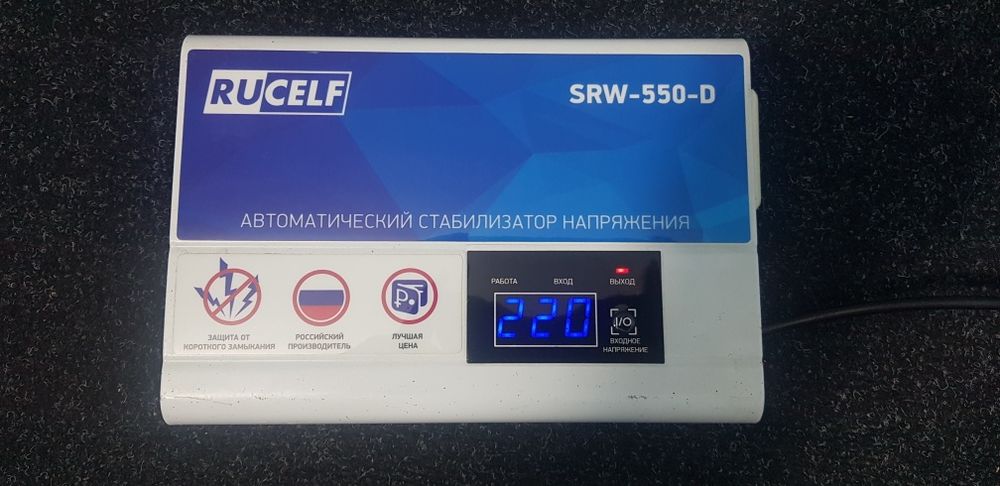 RUCELF
SRW-550-D
АВТОМАТИЧЕСКИЙ СТАБИЛИЗАТОР НАПРЯЖЕНИЯ
ЗАЩИТА ОТ
КОРОТКОГО ЗАМЫКАНИЯ
РОССИЙСКИЙ
ПРОИЗВОДИТЕЛЬ
ЛУЧШАЯ
ЦЕНА
РАБОТА ВХОД ВЫХОД
220
I/O
ВХОДНОЕ
НАПРЯЖЕНИЕ